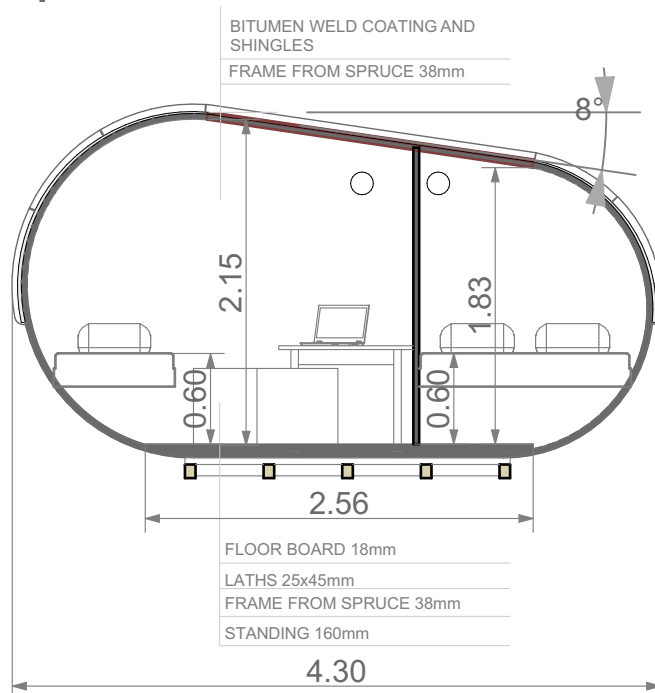 BITUMEN WELD COATING AND
SHINGLES
FRAME FROM SPRUCE 38mm
8°
2.15
1.83
0.60
0.60
2.56
FLOOR BOARD 18mm
LATHS 25x45mm
FRAME FROM SPRUCE 38mm
STANDING 160mm
4.30